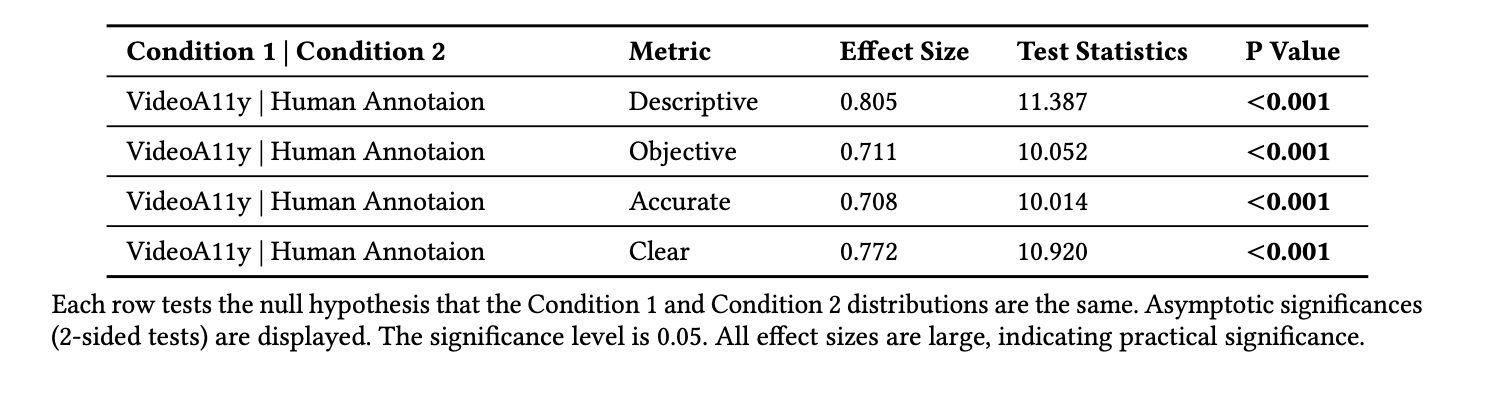 Condition 1 | Condition 2 Metric Effect Size Test Statistics P Value
VideoA11y | Human Annotaion Descriptive 0.805 11.387 <0.001
VideoA11y | Human Annotaion Objective 0.711 10.052 <0.001
VideoA11y | Human Annotaion Accurate 0.708 10.014 <0.001
VideoA11y | Human Annotaion Clear 0.772 10.920 <0.001
Each row tests the null hypothesis that the Condition 1 and Condition 2 distributions are the same. Asymptotic significances
(2-sided tests) are displayed. The significance level is 0.05. All effect sizes are large, indicating practical significance.